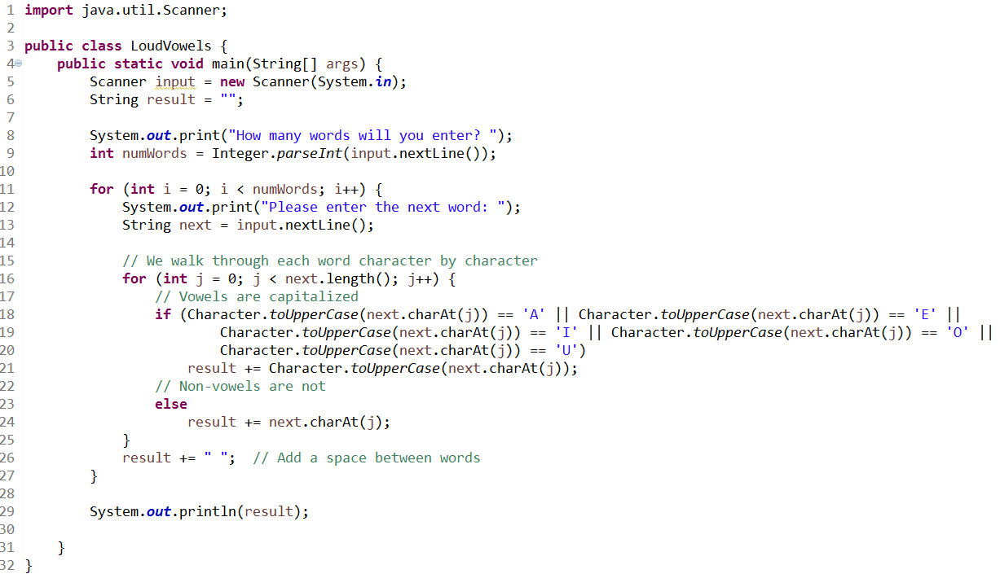 1 import java.util.Scanner;
2
3 public class LoudVowels {
4     public static void main(String[] args) {
5         Scanner input = new Scanner(System.in);
6         String result = "";
7
8         System.out.print("How many words will you enter? ");
9         int numWords = Integer.parseInt(input.nextLine());
10
11         for (int i = 0; i < numWords; i++) {
12             System.out.print("Please enter the next word: ");
13             String next = input.nextLine();
14
15             // We walk through each word character by character
16             for (int j = 0; j < next.length(); j++) {
17                 // Vowels are capitalized
18                 if (Character.toUpperCase(next.charAt(j)) == 'A' || Character.toUpperCase(next.charAt(j)) == 'E' ||
19                         Character.toUpperCase(next.charAt(j)) == 'I' || Character.toUpperCase(next.charAt(j)) == 'O' ||
20                         Character.toUpperCase(next.charAt(j)) == 'U')
21                     result += Character.toUpperCase(next.charAt(j));
22                 // Non-vowels are not
23                 else
24                     result += next.charAt(j);
25             }
26             result += " ";  // Add a space between words
27         }
28
29         System.out.println(result);
30
31     }
32 }